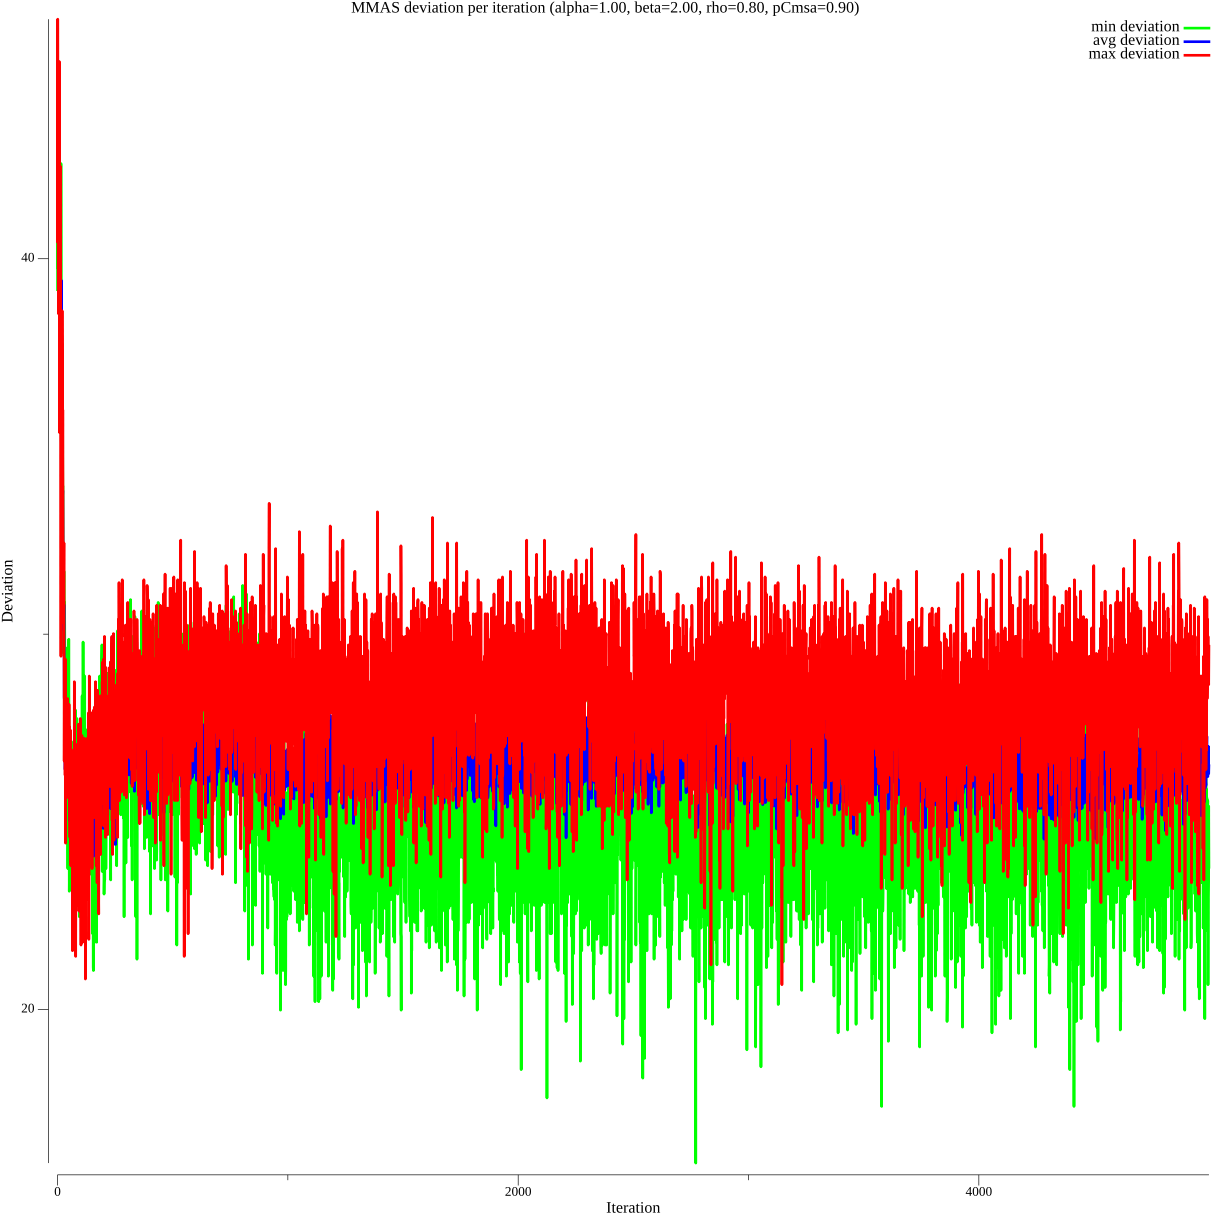 MMAS deviation per iteration (alpha=1.00, beta=2.00, rho=0.80, pCmsa=0.90)
min deviation
avg deviation
max deviation
40
Deviation
20
0
2000
4000
Iteration